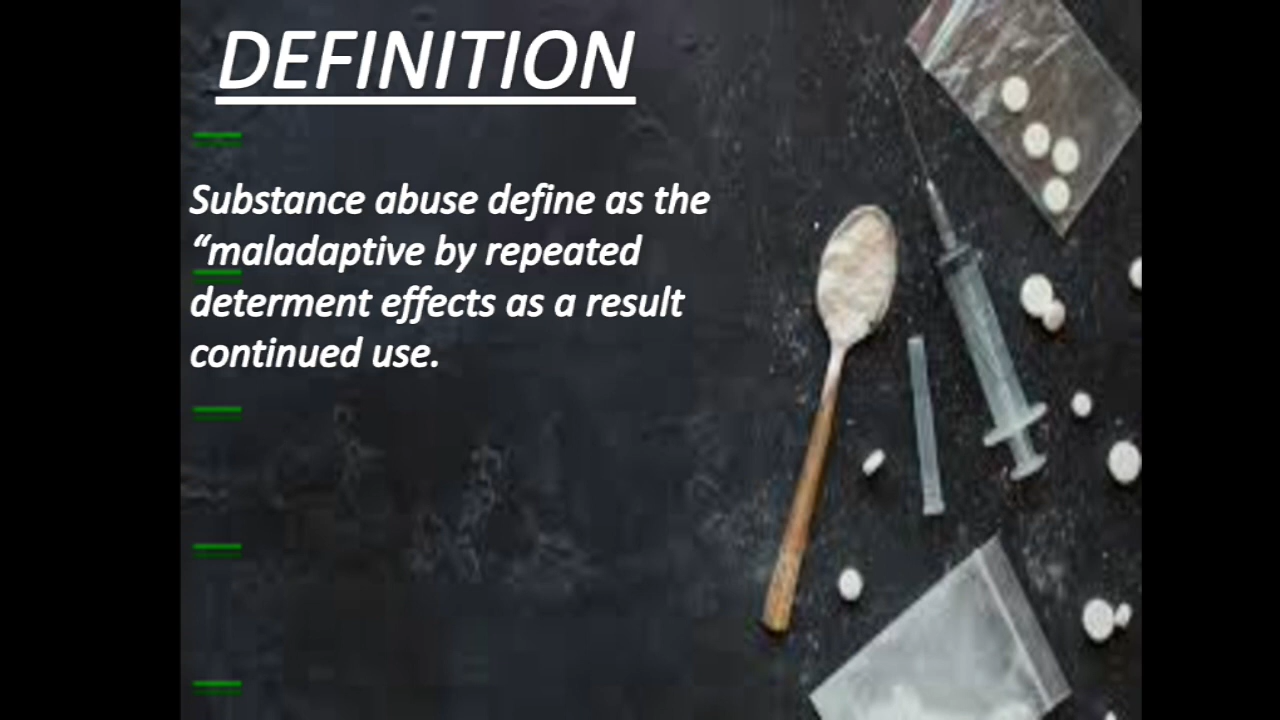 DEFINITION
Substance abuse define as the
“maladaptive by repeated
determent effects as a result
continued use.